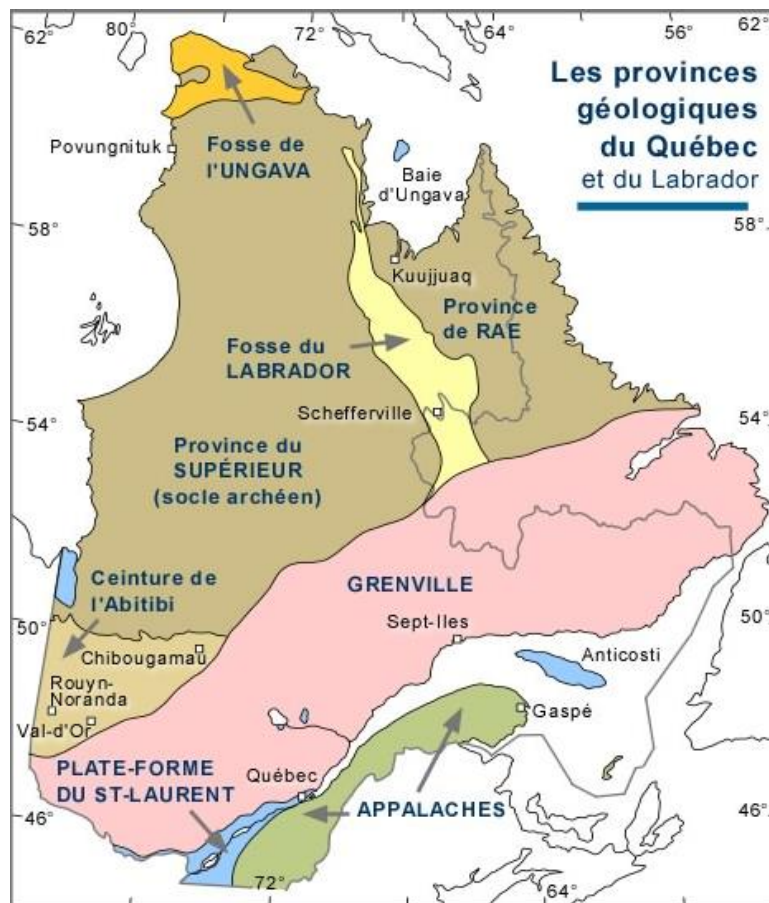 62°
80°
72°
64°
56°
62°
Les provinces
géologiques
du Québec
et du Labrador
Fosse de
l'UNGAVA
Povungnituk
Baie
d'Ungava
58°
58°
Kuujjuaq
Province
de RAE
Fosse du
LABRADOR
Schefferville
54°
54°
Province du
SUPÉRIEUR
(socle archéen)
Ceinture de
l'Abitibi
GRENVILLE
50°
50°
Sept-Iles
Chibougamau
Anticosti
Rouyn-
Noranda
Val-d'Or
Gaspé
PLATE-FORME
DU ST-LAURENT
Québec
APPALACHES
46°
46°
72°
64°